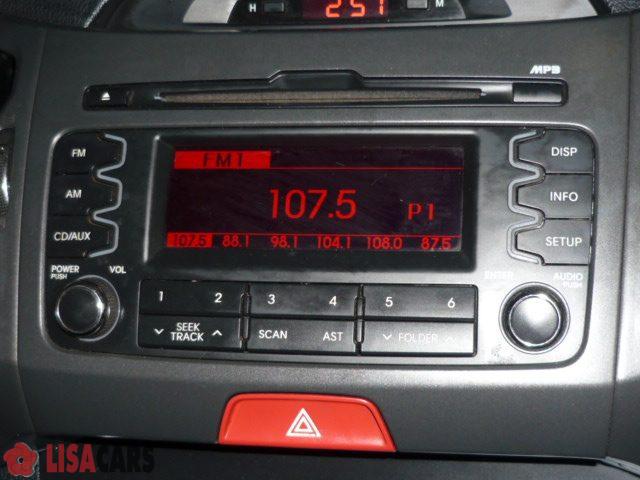 H 2:51 M
MP3
FM1
107.5 P1
107.5 88.1 98.1 104.1 108.0 87.5
FM
AM
CD/AUX
POWER PUSH VOL
DISP
INFO
SETUP
ENTER AUDIO PUSH
1 2 3 4 5 6
SEEK TRACK SCAN AST FOLDER
LISACARS